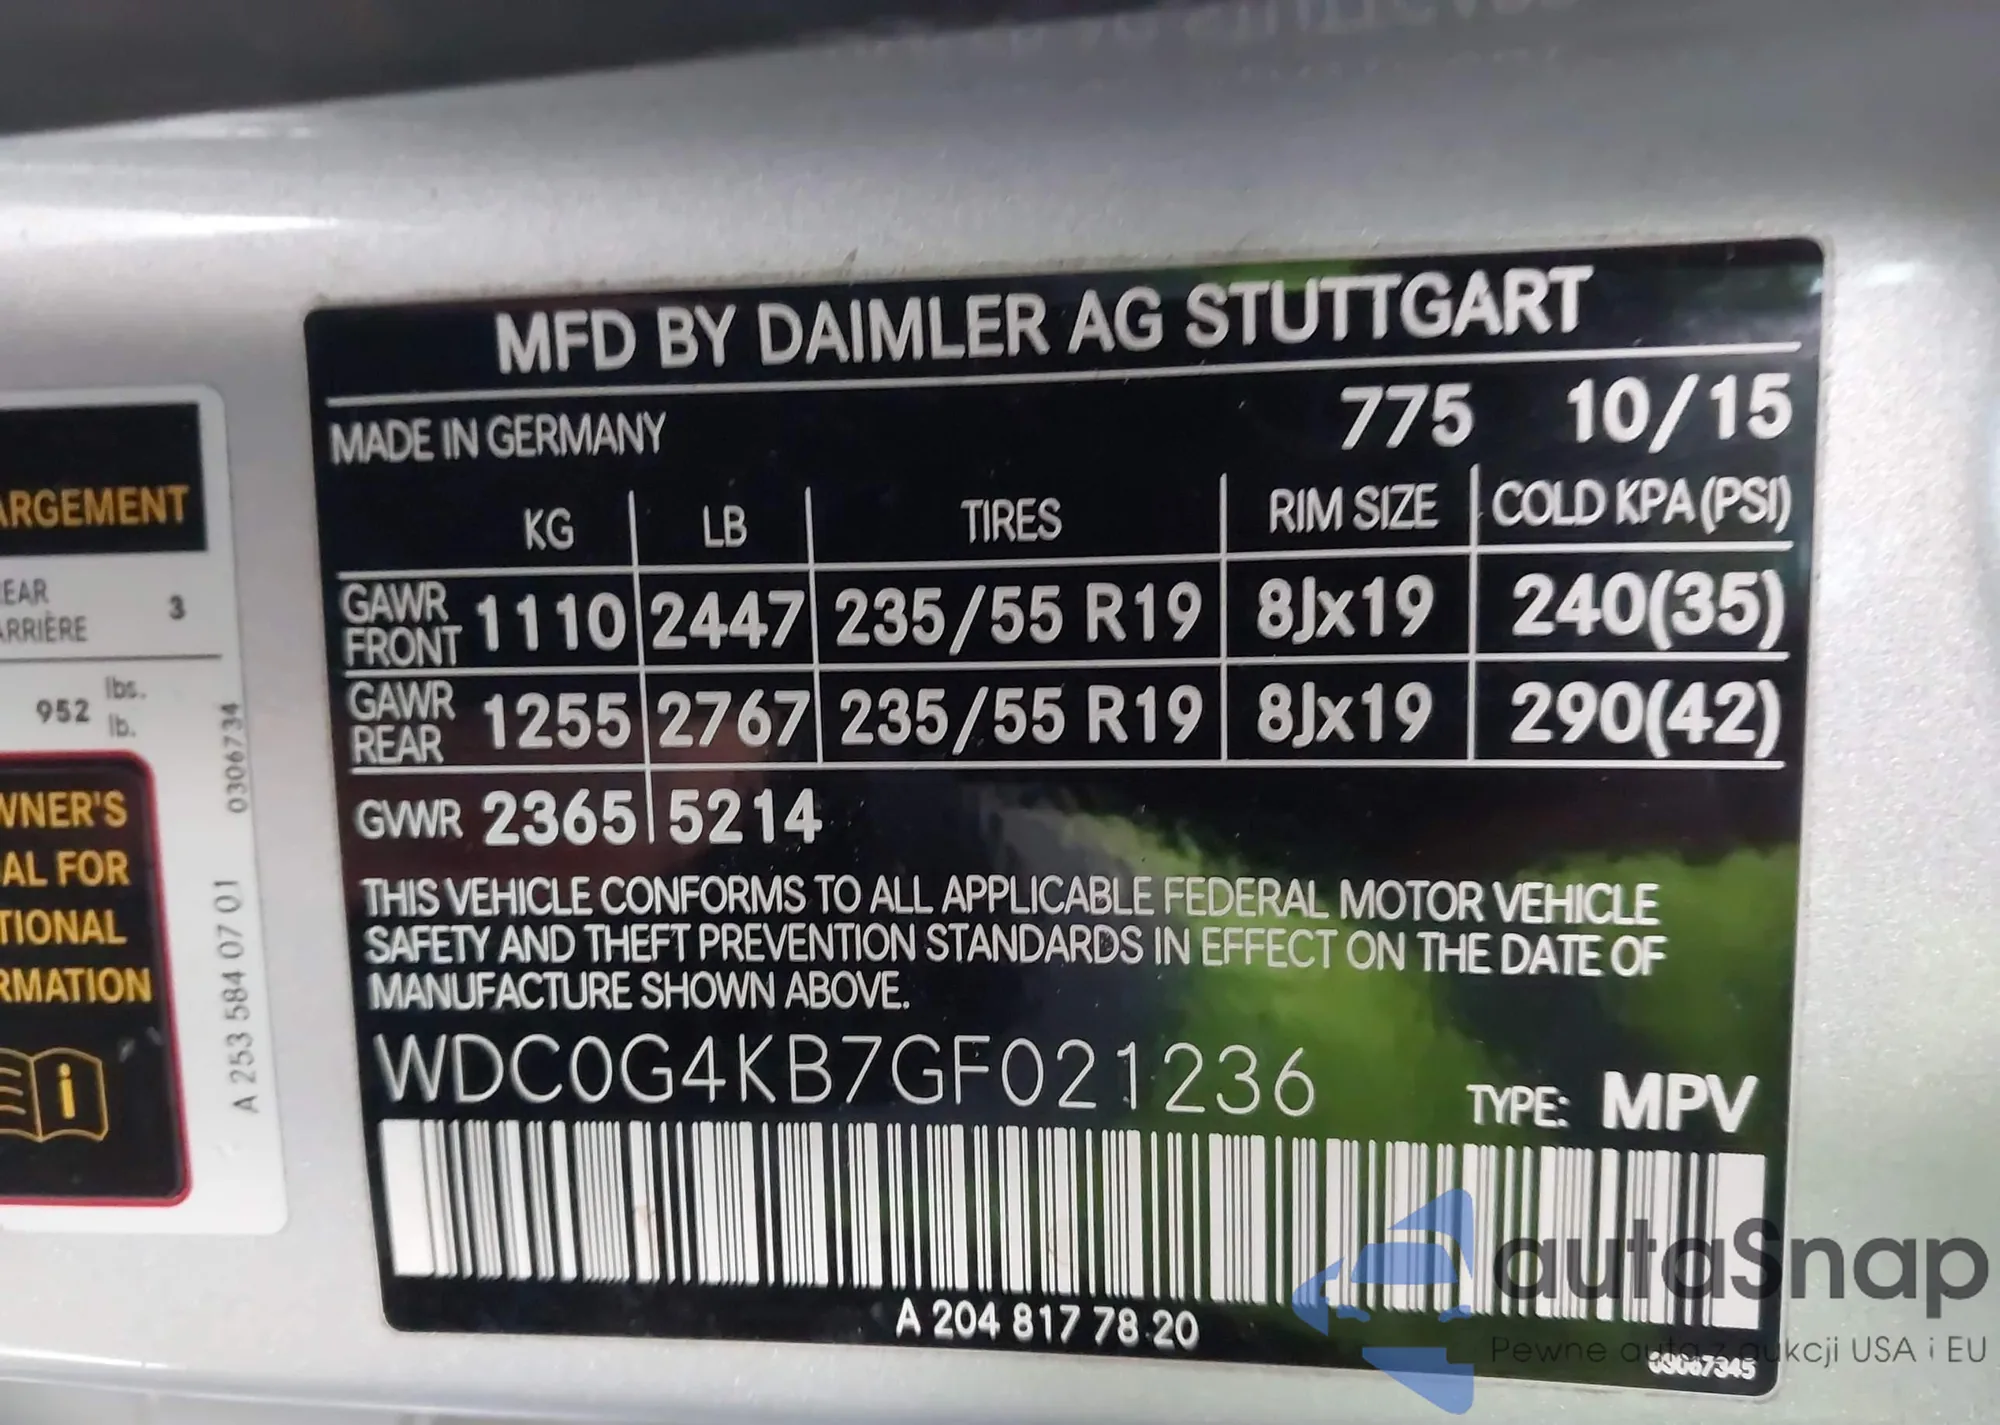 MFD BY DAIMLER AG STUTTGART
MADE IN GERMANY 775 10/15
KG LB TIRES RIM SIZE COLD KPA (PSI)
GAWR FRONT 1110 2447 235/55 R19 8Jx19 240(35)
GAWR REAR 1255 2767 235/55 R19 8Jx19 290(42)
GVWR 2365 5214
THIS VEHICLE CONFORMS TO ALL APPLICABLE FEDERAL MOTOR VEHICLE
SAFETY AND THEFT PREVENTION STANDARDS IN EFFECT ON THE DATE OF
MANUFACTURE SHOWN ABOVE.
WDC0G4KB7GF021236 TYPE: MPV
A 204 817 78 20
ARGEMENT
EAR 3
RRIÈRE
952 lbs.
lb.
WNER'S
AL FOR
TIONAL
RMATION
i
A 253 584 07 01 0306734
autaSnap
Pewne auta z aukcji USA i EU